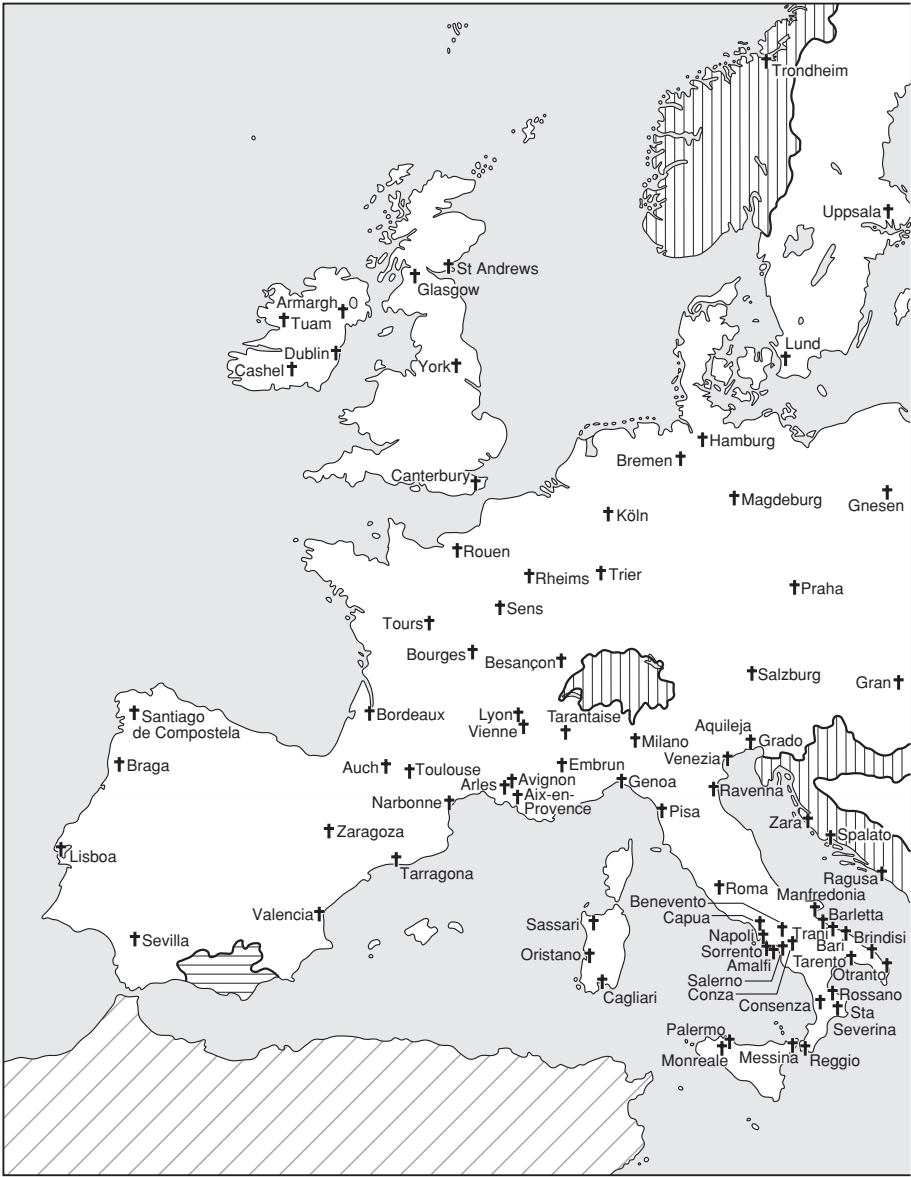 Trondheim
Uppsala
St Andrews
Glasgow
Armargh
Tuam
Dublin
Cashel
York
Lund
Hamburg
Bremen
Canterbury
Magdeburg
Gnesen
Köln
Rouen
Rheims
Trier
Praha
Sens
Tours
Bourges
Besançon
Salzburg
Gran
Santiago
de Compostela
Bordeaux
Lyon
Vienne
Tarantaise
Aquileja
Grado
Milano
Venezia
Braga
Auch
Toulouse
Embrun
Avignon
Arles
Aix-en-
Provence
Genoa
Ravenna
Narbonne
Pisa
Zara
Spalato
Zaragoza
Lisboa
Tarragona
Ragusa
Roma
Manfredonia
Benevento
Capua
Barletta
Valencia
Sassari
Napoli
Trani
Brindisi
Sevilla
Bari
Oristano
Sorrento
Amalfi
Tarento
Otranto
Salerno
Conza
Cagliari
Consenza
Rossano
Sta
Severina
Palermo
Monreale
Messina
Reggio